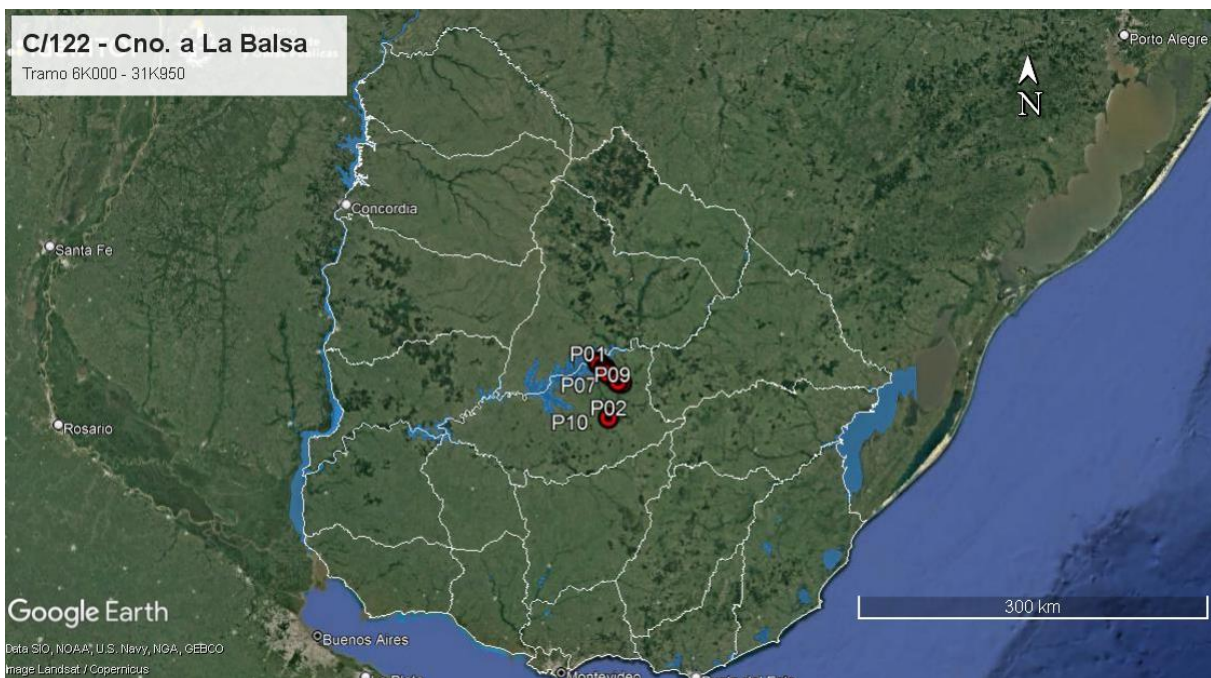 C/122 - Cno. a La Balsa
Tramo 6K000 - 31K950
Porto Alegre
N
Concordia
Santa Fe
P01
P09
P07
P02
P10
Rosario
300 km
Google Earth
Buenos Aires
Data SIO, NOAA, U.S. Navy, NGA, GEBCO
Image Landsat / Copernicus
Montevideo